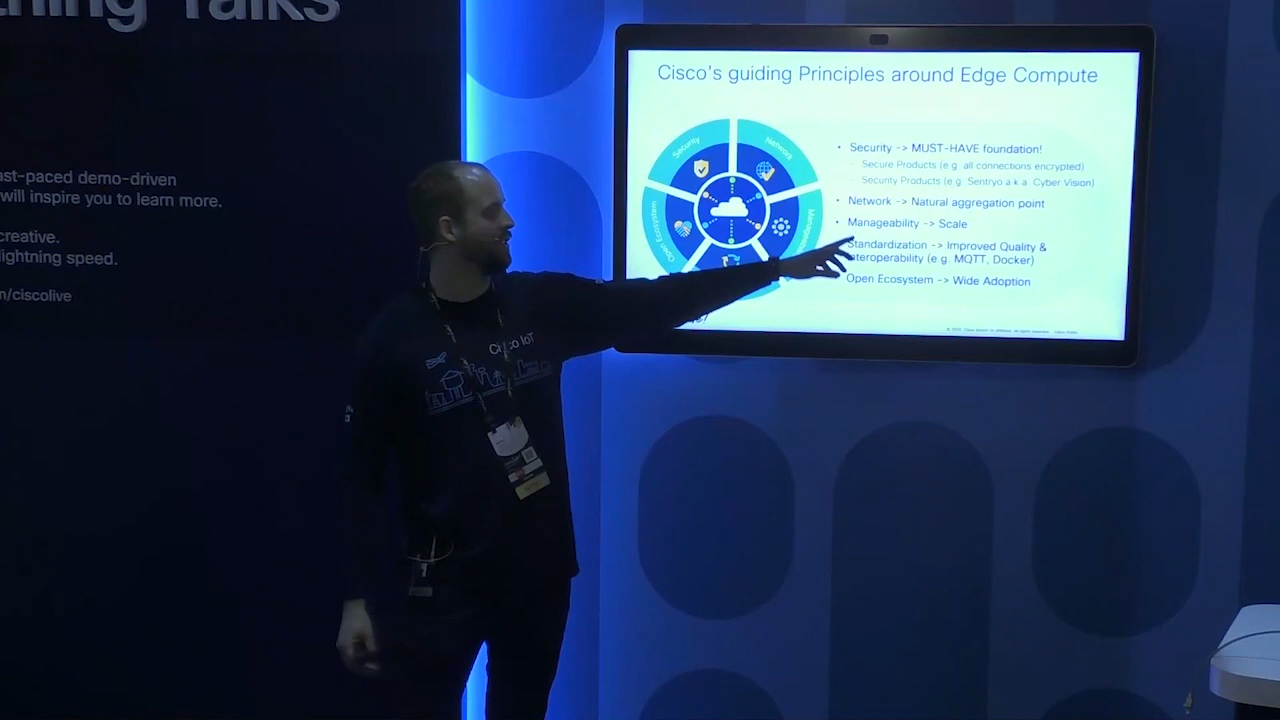 Talks
ast-paced demo-driven
will inspire you to learn more.
creative.
lightning speed.
n/ciscolive
Cisco's guiding Principles around Edge Compute
Security
Network
Open Ecosystem
• Security -> MUST-HAVE foundation!
- Secure Products (e.g. all connections encrypted)
- Security Products (e.g. Sentryo a.k.a. Cyber Vision)
• Network -> Natural aggregation point
• Manageability -> Scale
Standardization -> Improved Quality &
nteroperability (e.g. MQTT, Docker)
Open Ecosystem -> Wide Adoption
Cisco IoT